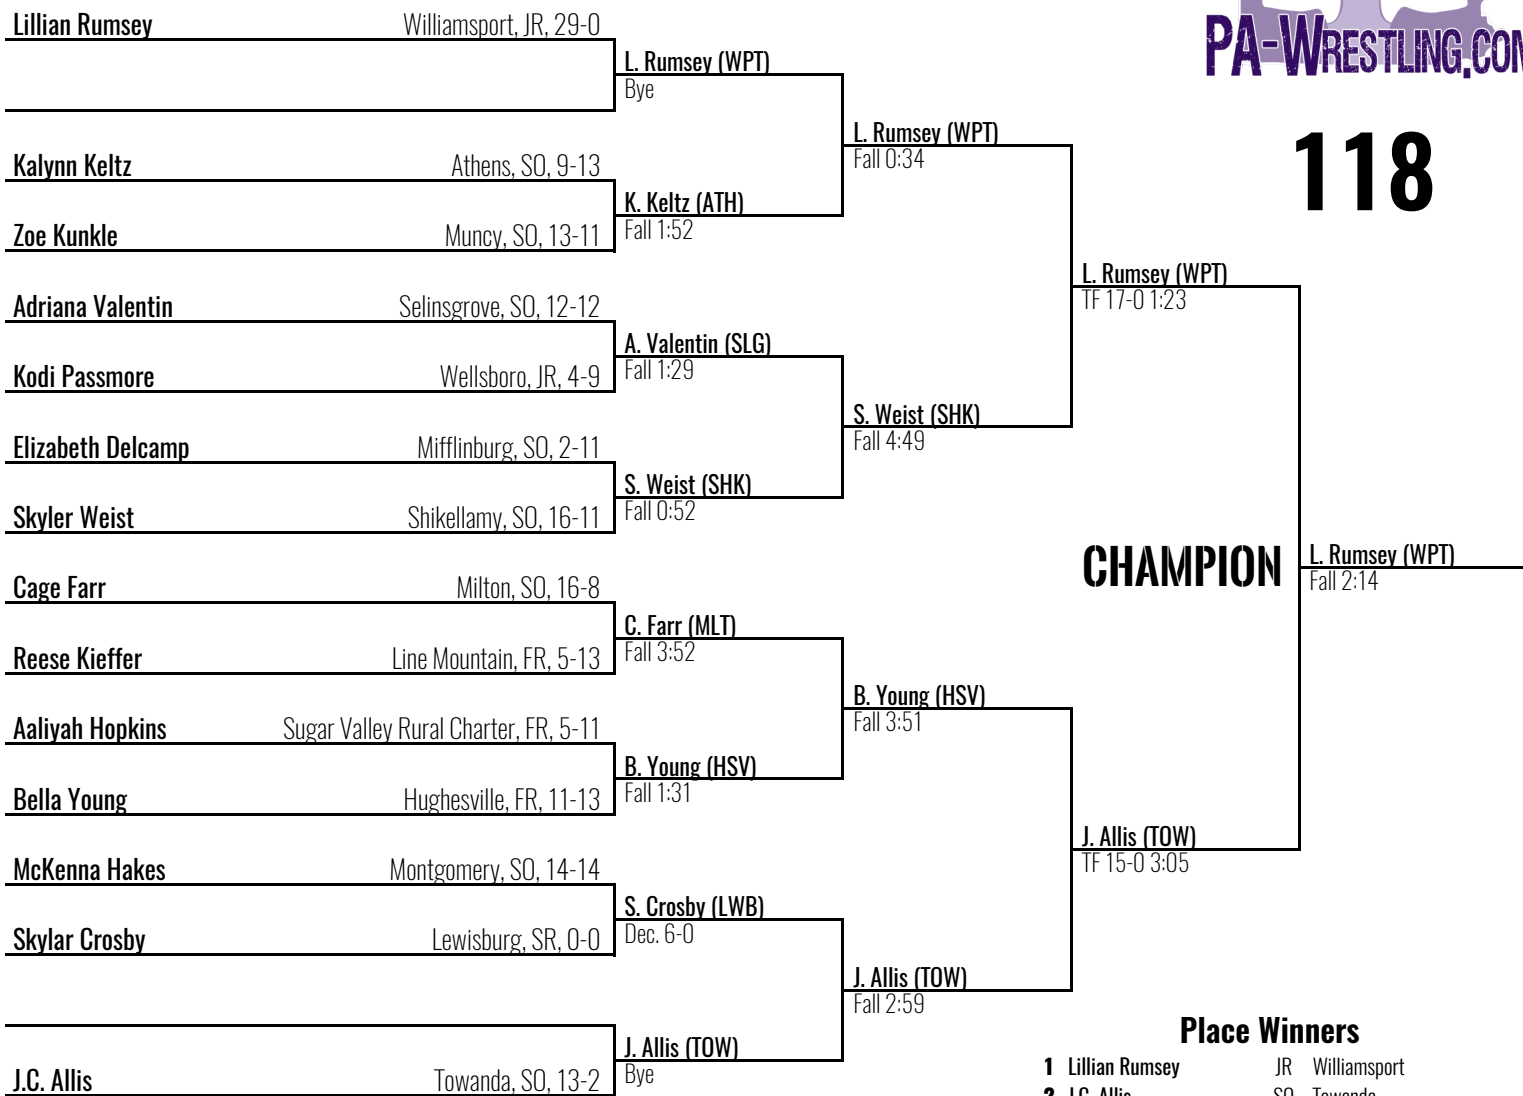 Lillian Rumsey Williamsport, JR, 29-0
PA-WRESTLING.COM
L. Rumsey (WPT)
Bye
L. Rumsey (WPT)
Fall 0:34
118
Kalynn Keltz Athens, SO, 9-13
K. Keltz (ATH)
Fall 1:52
Zoe Kunkle Muncy, SO, 13-11
L. Rumsey (WPT)
TF 17-0 1:23
Adriana Valentin Selinsgrove, SO, 12-12
A. Valentin (SLG)
Fall 1:29
Kodi Passmore Wellsboro, JR, 4-9
S. Weist (SHK)
Fall 4:49
Elizabeth Delcamp Mifflinburg, SO, 2-11
S. Weist (SHK)
Fall 0:52
Skyler Weist Shikellamy, SO, 16-11
CHAMPION
L. Rumsey (WPT)
Fall 2:14
Cage Farr Milton, SO, 16-8
C. Farr (MLT)
Fall 3:52
Reese Kieffer Line Mountain, FR, 5-13
B. Young (HSV)
Fall 3:51
Aaliyah Hopkins Sugar Valley Rural Charter, FR, 5-11
B. Young (HSV)
Fall 1:31
Bella Young Hughesville, FR, 11-13
J. Allis (TOW)
TF 15-0 3:05
McKenna Hakes Montgomery, SO, 14-14
S. Crosby (LWB)
Dec. 6-0
Skylar Crosby Lewisburg, SR, 0-0
J. Allis (TOW)
Fall 2:59
J. Allis (TOW)
Bye
J.C. Allis Towanda, SO, 13-2
Place Winners
1 Lillian Rumsey JR Williamsport
2 J.C. Allis SO Towanda